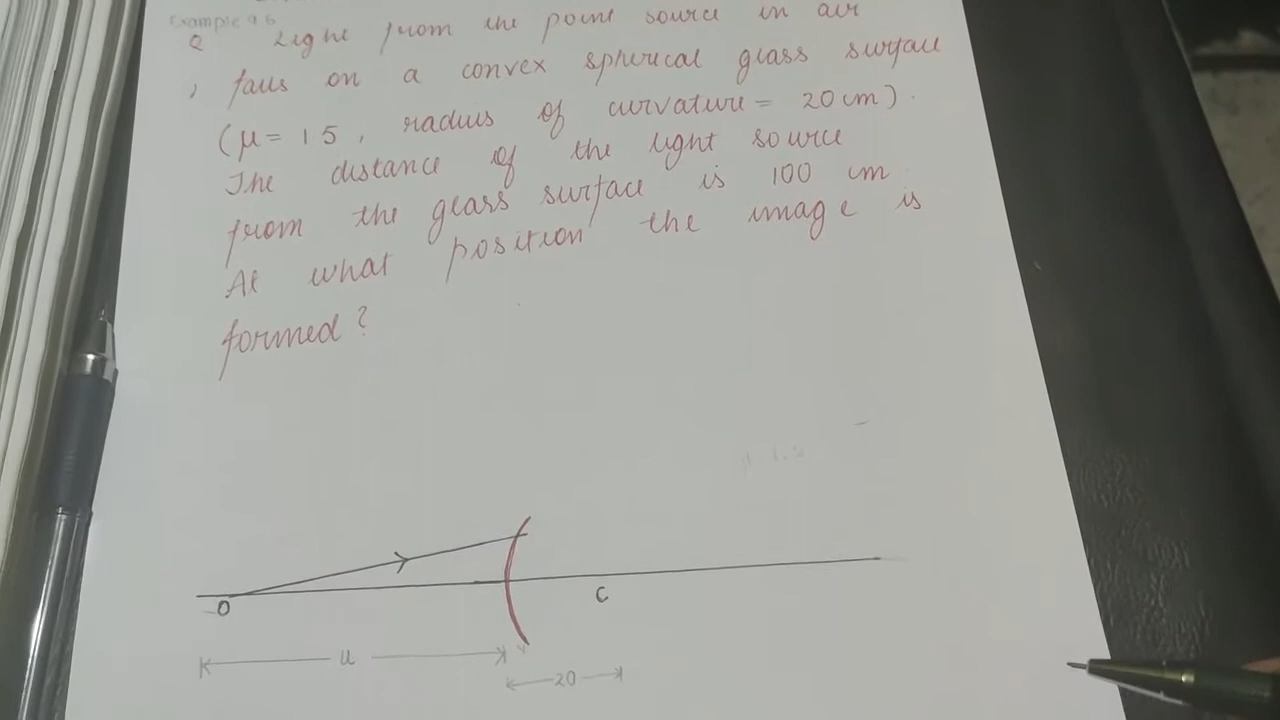 Example 9.6
Q Light from the point source in air
, falls on a convex spherical glass surface
(μ = 1.5, radius of curvature = 20 cm).
The distance of the light source
from the glass surface is 100 cm
At what position the image is
formed?
O
C
u
20